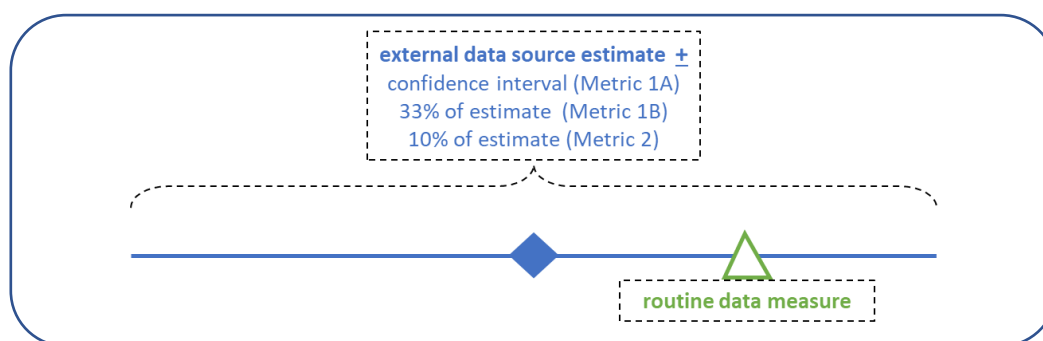 external data source estimate ±
confidence interval (Metric 1A)
33% of estimate (Metric 1B)
10% of estimate (Metric 2)
routine data measure